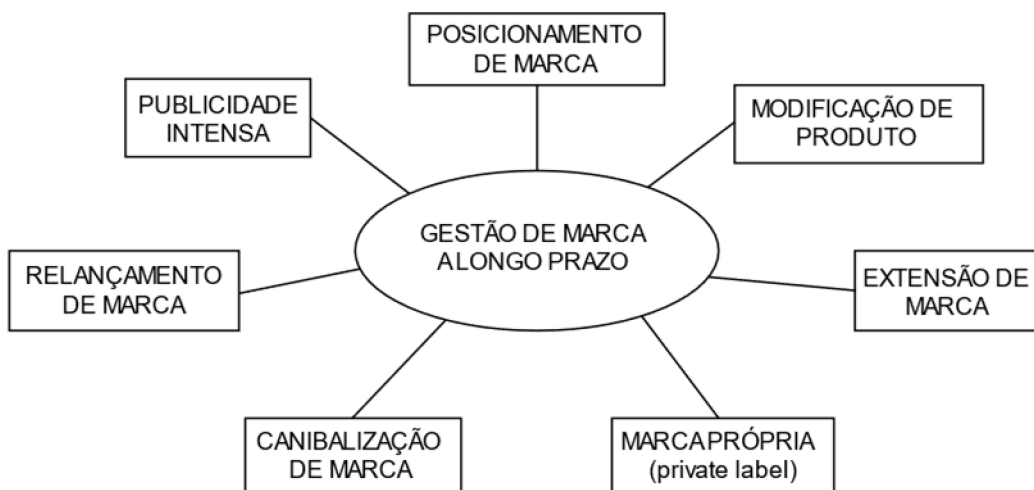 POSICIONAMENTO
DE MARCA
PUBLICIDADE
INTENSA
MODIFICAÇÃO DE
PRODUTO
GESTÃO DE MARCA
A LONGO PRAZO
RELANÇAMENTO
DE MARCA
EXTENSÃO DE
MARCA
CANIBALIZAÇÃO
DE MARCA
MARCA PRÓPRIA
(private label)